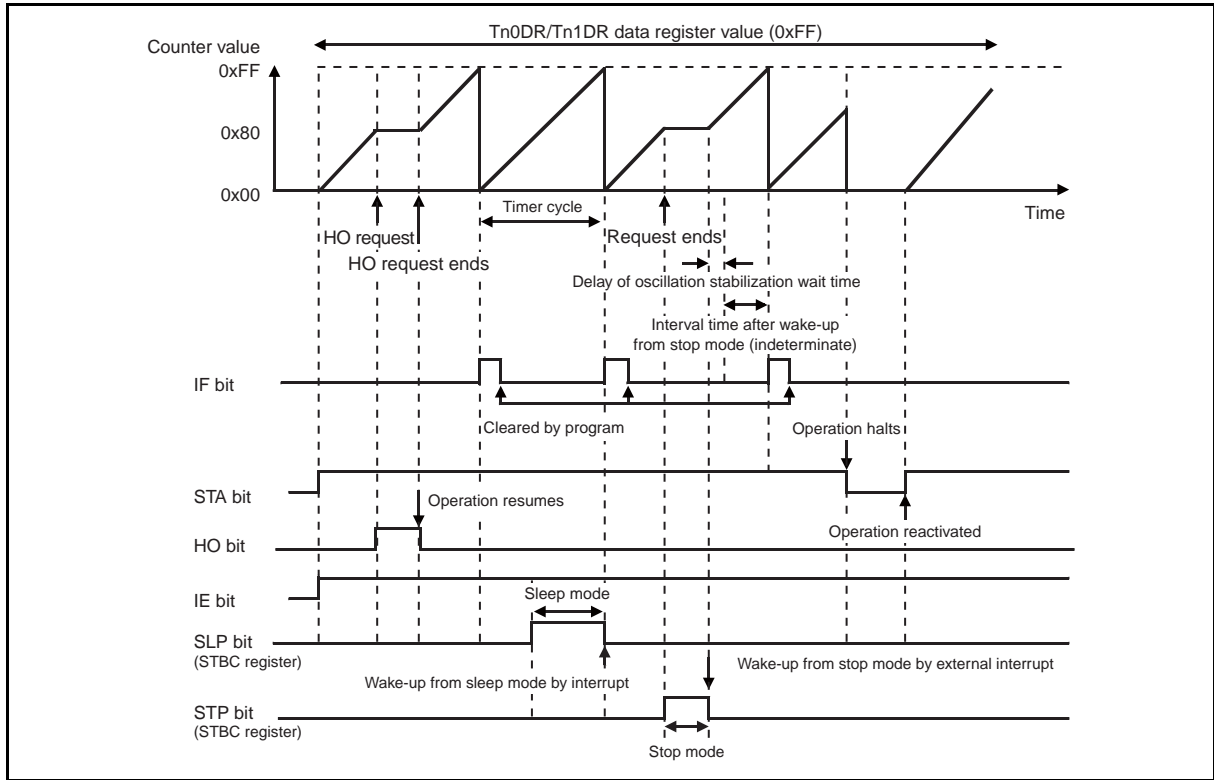 Tn0DR/Tn1DR data register value (0xFF)
Counter value
0xFF
0x80
0x00
Time
Timer cycle
HO request
HO request ends
Request ends
Delay of oscillation stabilization wait time
Interval time after wake-up
from stop mode (indeterminate)
IF bit
Cleared by program
Operation halts
STA bit
Operation resumes
Operation reactivated
HO bit
IE bit
Sleep mode
SLP bit
(STBC register)
Wake-up from sleep mode by interrupt
Wake-up from stop mode by external interrupt
STP bit
(STBC register)
Stop mode